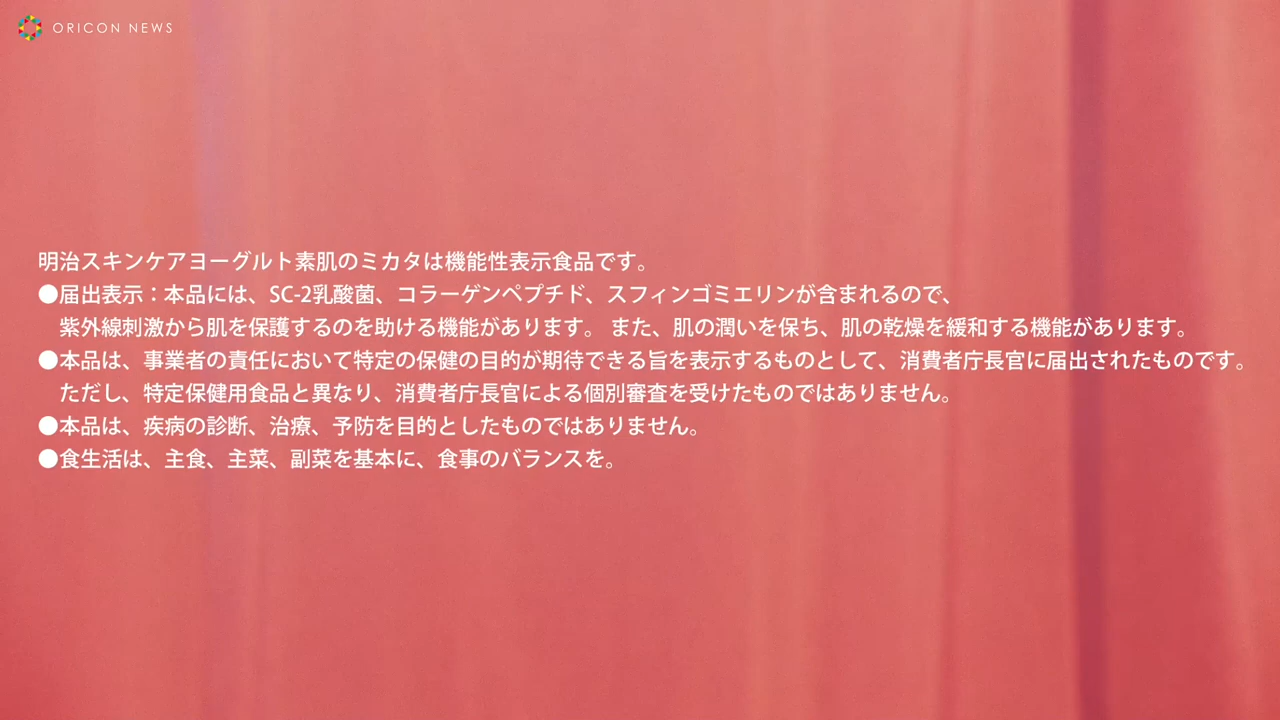 ORICON NEWS
明治スキンケアヨーグルト素肌のミカタは機能性表示食品です。
●届出表示：本品には、SC-2乳酸菌、コラーゲンペプチド、スフィンゴミエリンが含まれるので、
紫外線刺激から肌を保護するのを助ける機能があります。 また、肌の潤いを保ち、肌の乾燥を緩和する機能があります。
●本品は、事業者の責任において特定の保健の目的が期待できる旨を表示するものとして、消費者庁長官に届出されたものです。
ただし、特定保健用食品と異なり、消費者庁長官による個別審査を受けたものではありません。
●本品は、疾病の診断、治療、予防を目的としたものではありません。
●食生活は、主食、主菜、副菜を基本に、食事のバランスを。